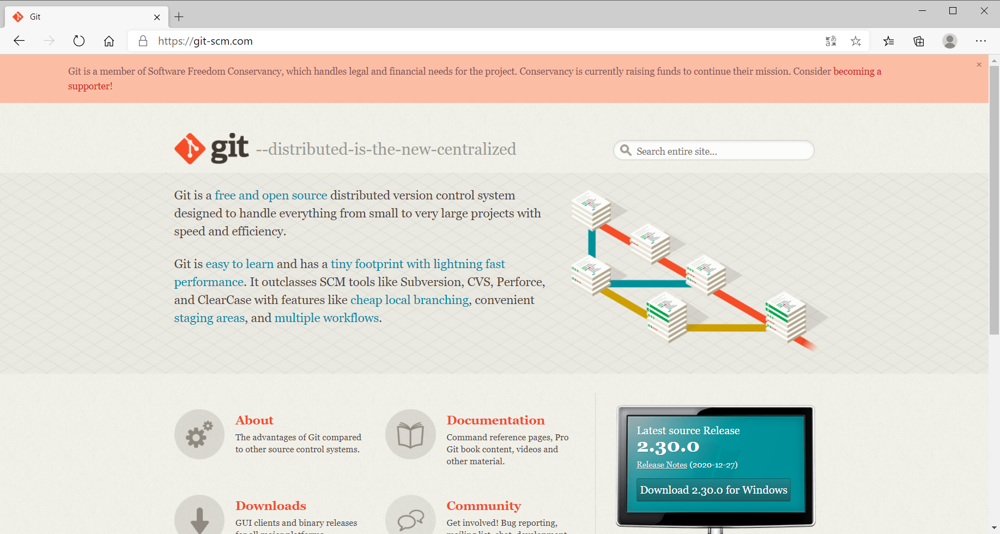 Git
https://git-scm.com
Git is a member of Software Freedom Conservancy, which handles legal and financial needs for the project. Conservancy is currently raising funds to continue their mission. Consider becoming a
supporter!
git --distributed-is-the-new-centralized
Search entire site...
Git is a free and open source distributed version control system
designed to handle everything from small to very large projects with
speed and efficiency.
Git is easy to learn and has a tiny footprint with lightning fast
performance. It outclasses SCM tools like Subversion, CVS, Perforce,
and ClearCase with features like cheap local branching, convenient
staging areas, and multiple workflows.
About
The advantages of Git compared
to other source control systems.
Documentation
Command reference pages, Pro
Git book content, videos and
other material.
Downloads
GUI clients and binary releases
for all major platforms.
Community
Get involved! Bug reporting,
mailing list, chat, development
Latest source Release
2.30.0
Release Notes (2020-12-27)
Download 2.30.0 for Windows